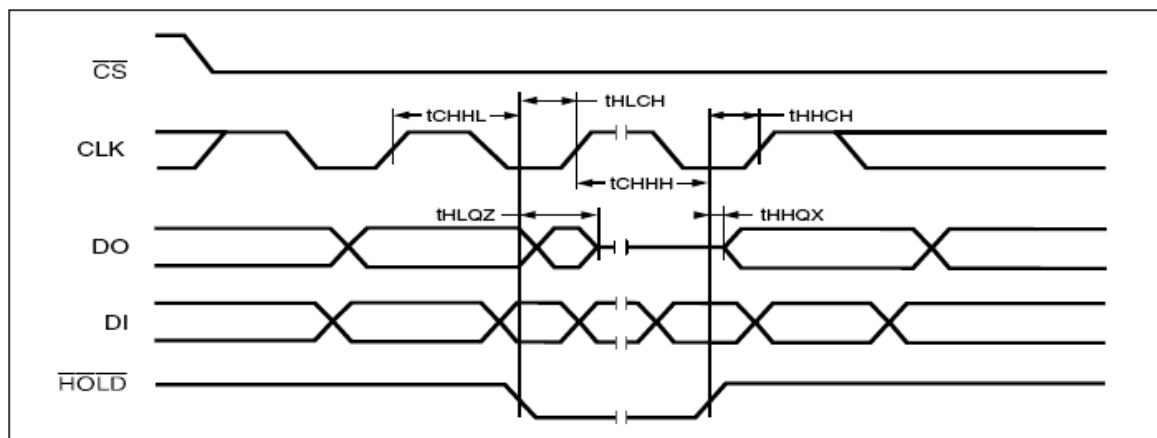 CS
tHLCH
tCHHL
tHHCH
CLK
tCHHH
tHLQZ
tHHQX
DO
DI
HOLD